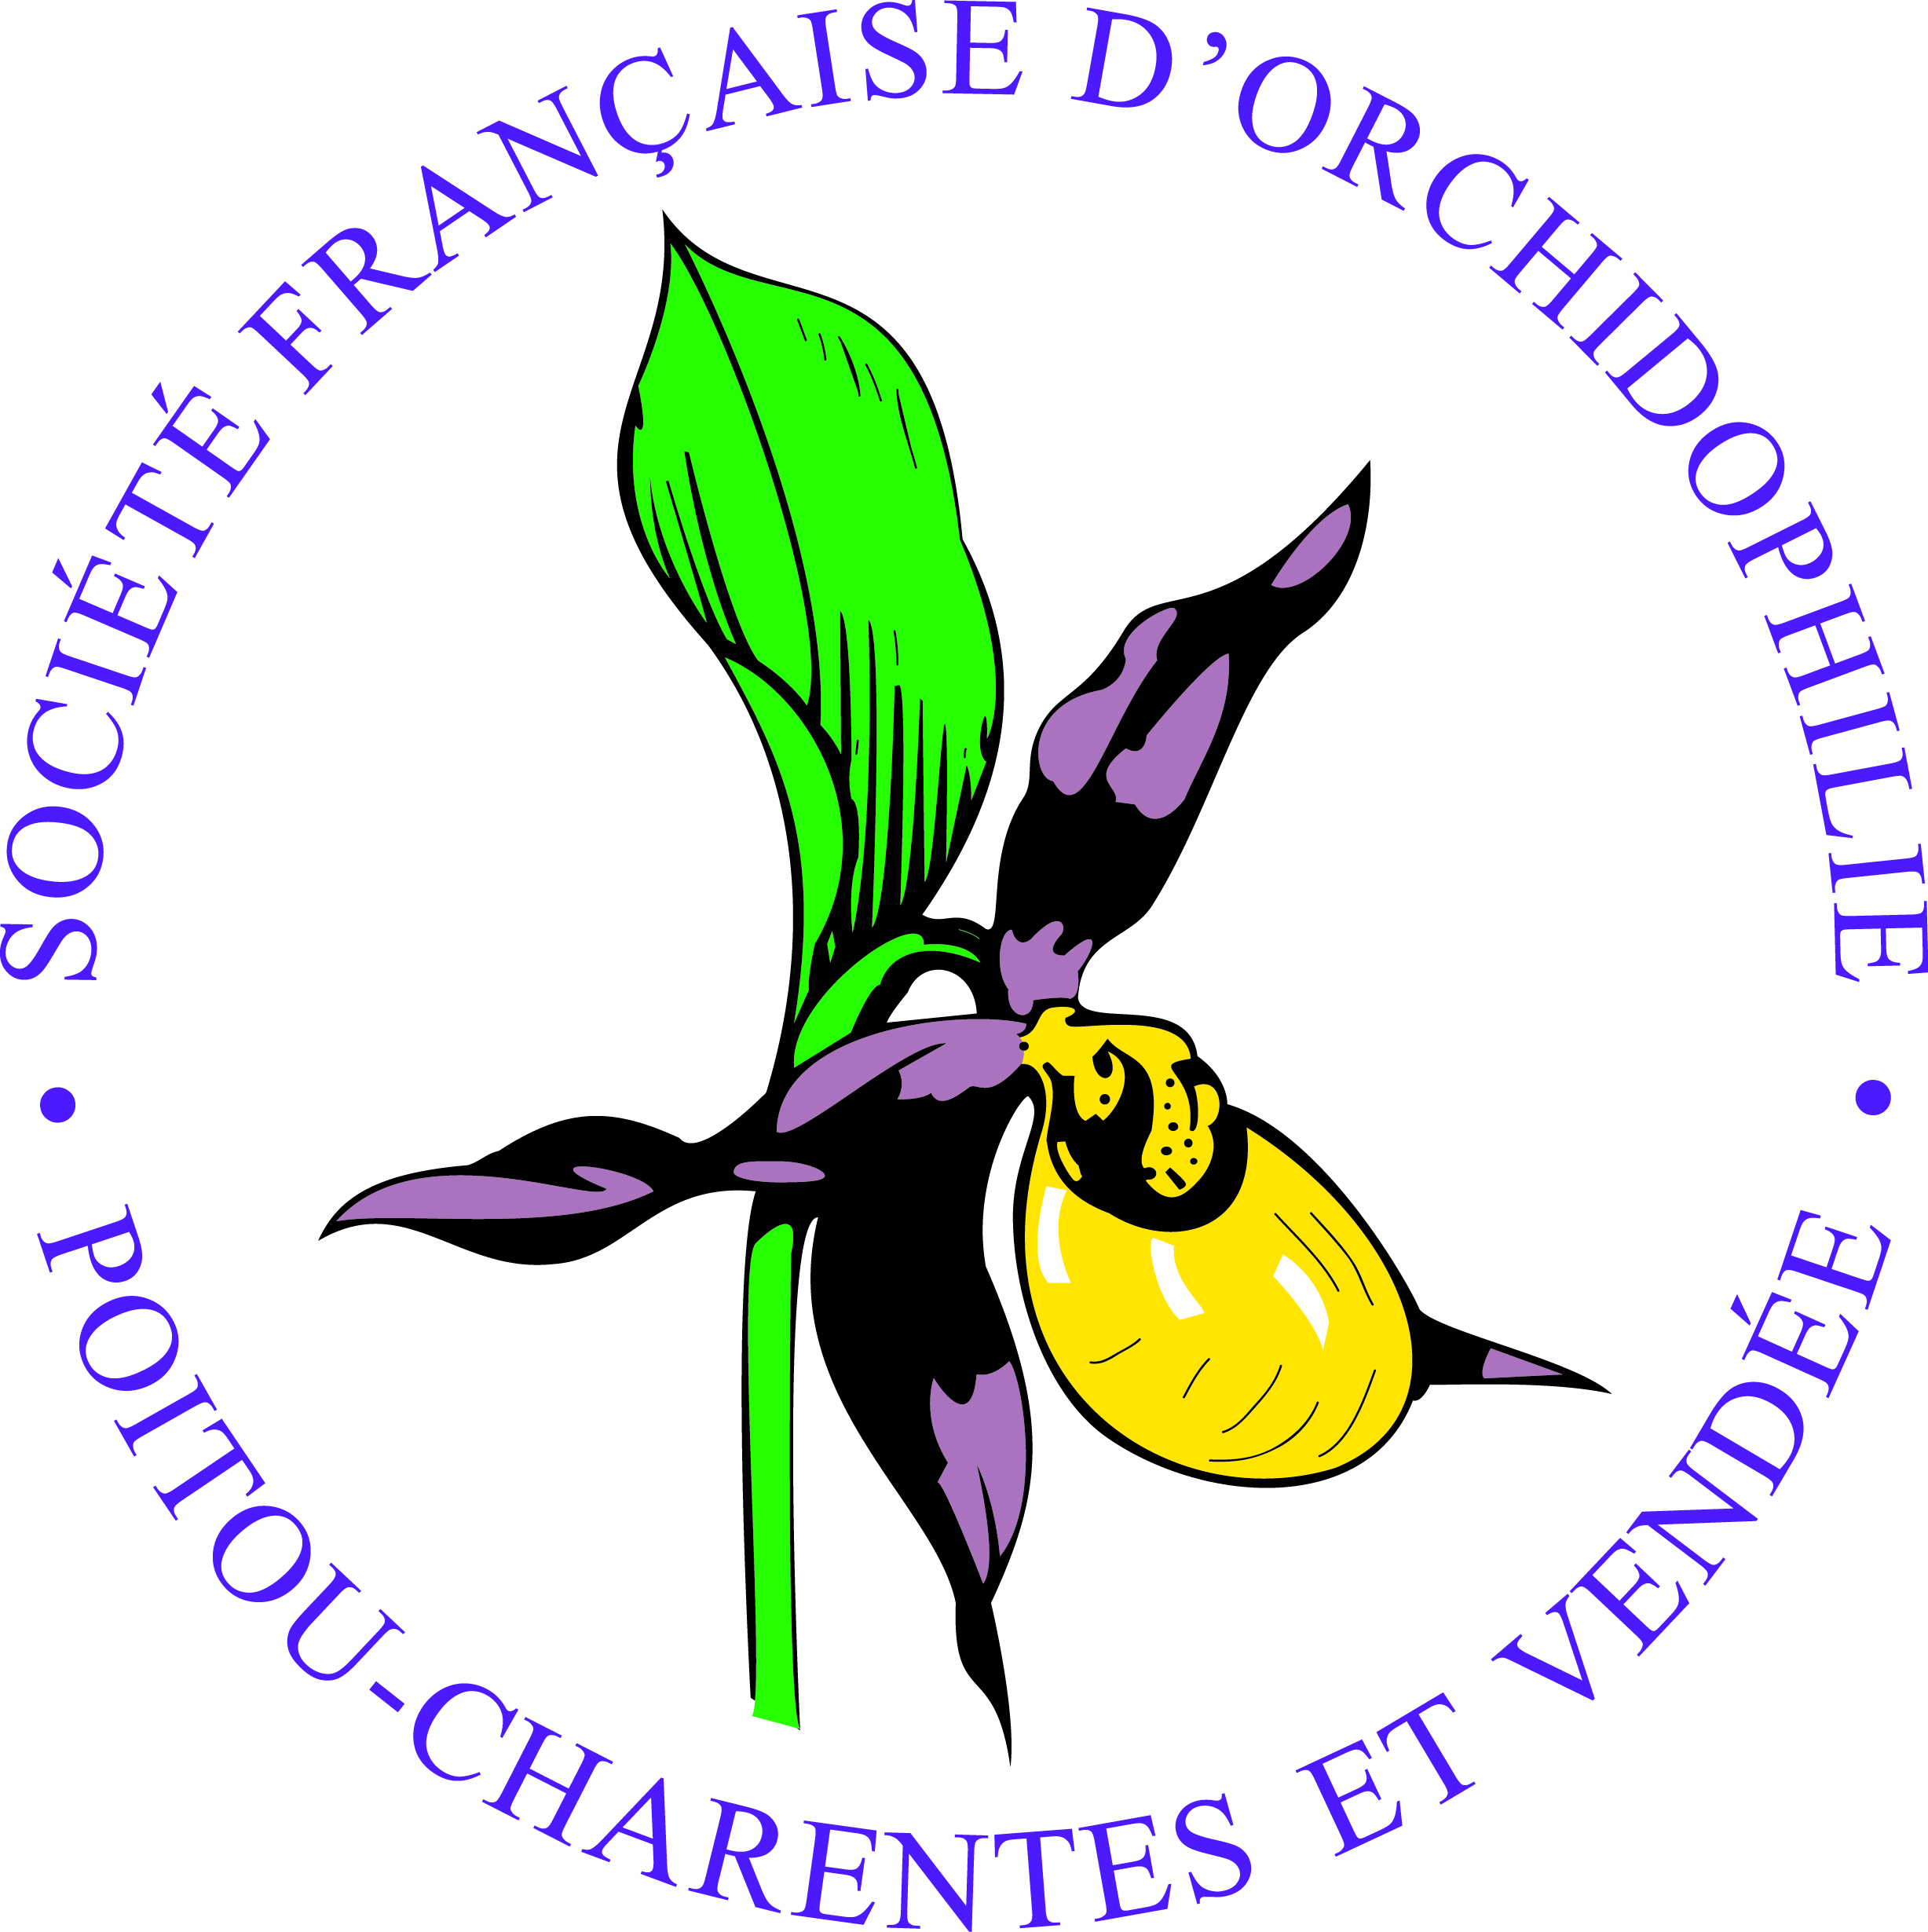 SOCIÉTÉ FRANÇAISE D'ORCHIDOPHILIE
POITOU-CHARENTES ET VENDÉE